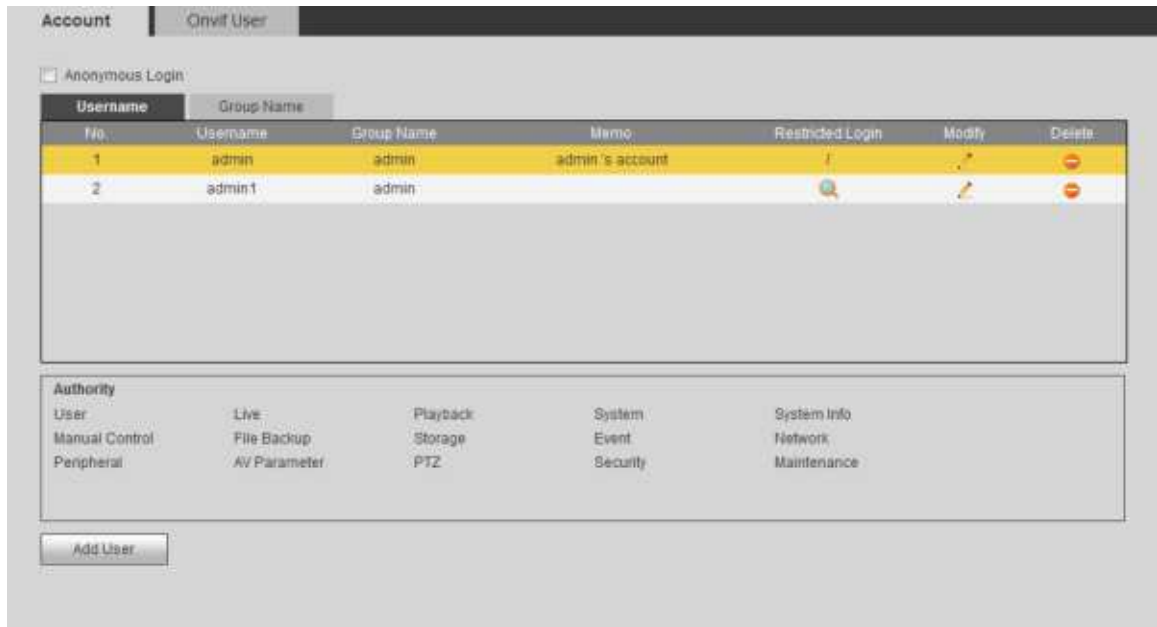 Account Onvif User
Anonymous Login
Username Group Name
No. Username Group Name Memo Restricted Login Modify Delete
1 admin admin admin 's account /
2 admin1 admin
Authority
User Live Playback System System Info
Manual Control File Backup Storage Event Network
Peripheral AV Parameter PTZ Security Maintenance
Add User